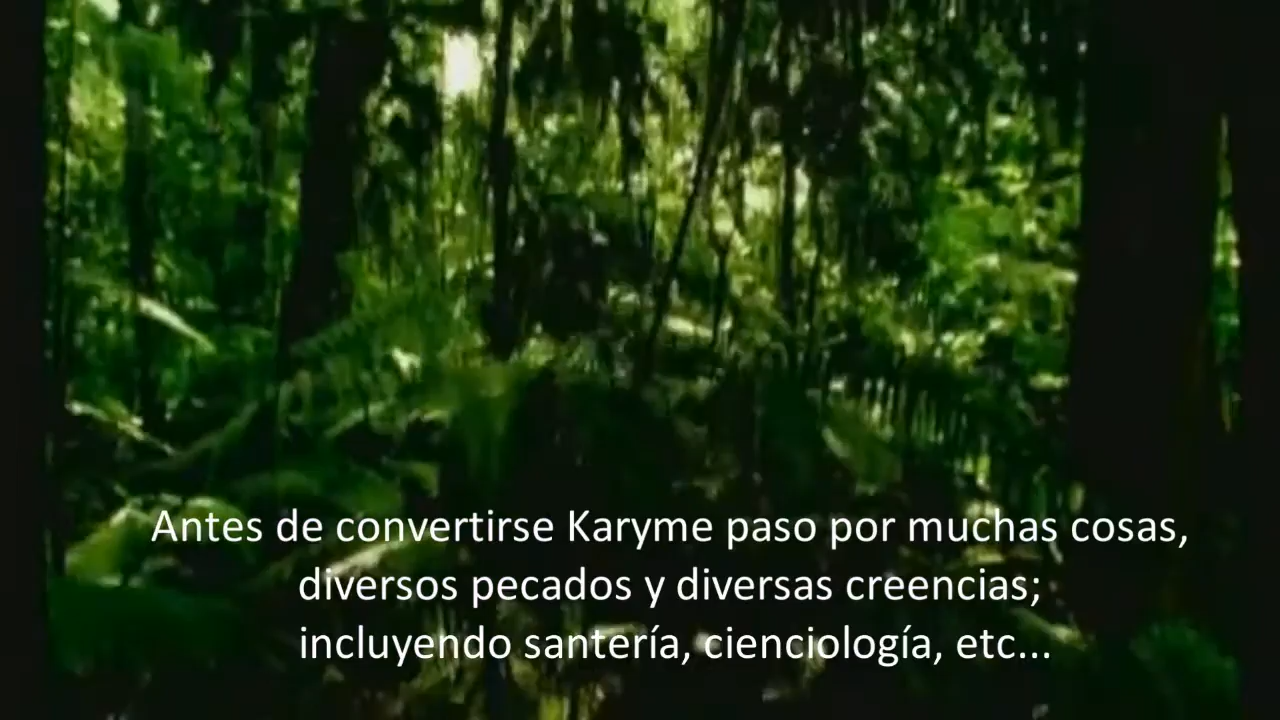 Antes de convertirse Karyme paso por muchas cosas,
diversos pecados y diversas creencias;
incluyendo santería, cienciología, etc...